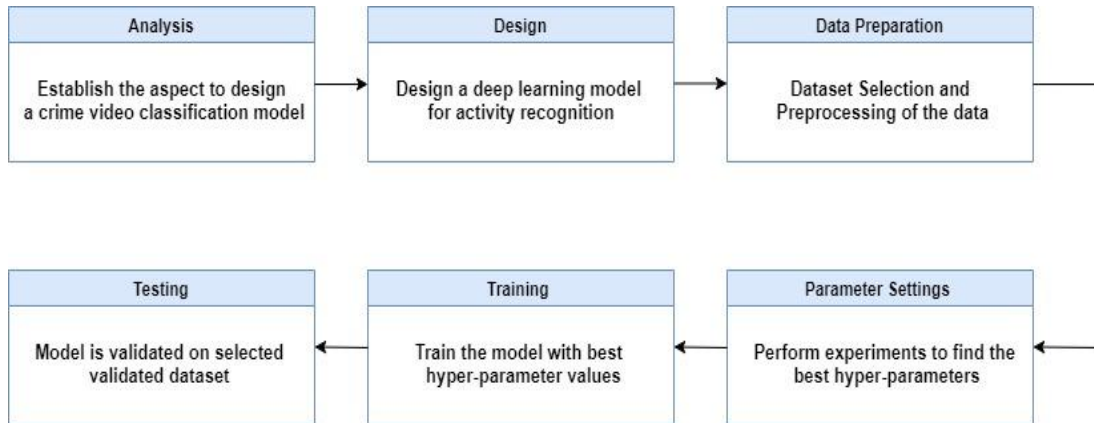 Analysis
Establish the aspect to design
a crime video classification model
Design
Design a deep learning model
for activity recognition
Data Preparation
Dataset Selection and
Preprocessing of the data
Parameter Settings
Perform experiments to find the
best hyper-parameters
Training
Train the model with best
hyper-parameter values
Testing
Model is validated on selected
validated dataset